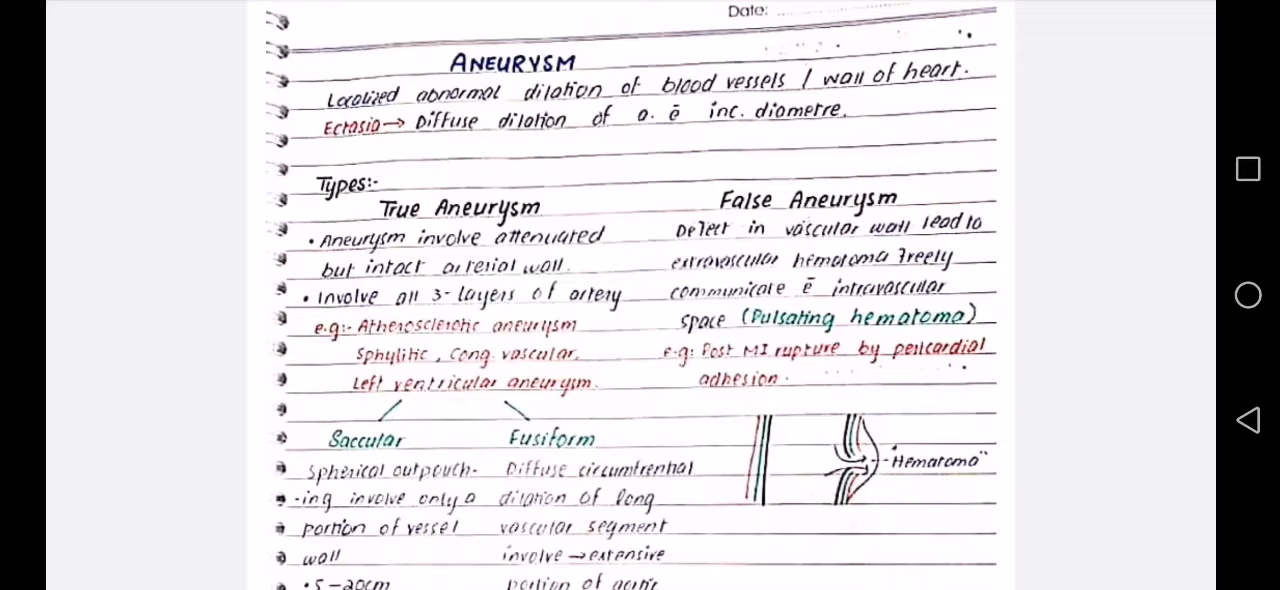 Date:
ANEURYSM
Localized abnormal dilation of blood vessels / wall of heart.
Ectasia → Diffuse dilation of a. ē inc. diametre.
Types:-
True Aneurysm
• Aneurysm involve attenuated
but intact arterial wall.
• Involve all 3-layers of artery
e.g:- Atherosclerotic aneurysm
Sphylitic, Cong. vascular.
Left ventricular aneurysm.
False Aneurysm
Defect in vascular wall lead to
extravascular hematoma freely
communicate ē intravascular
space (Pulsating hematoma)
e.g: Post MI rupture by pericardial
adhesion.
Saccular
Spherical outpouch-
-ing involve only a
portion of vessel
wall
• 5-20cm
Fusiform
Diffuse circumfrenhal
dilation of long
vascular segment
involve → extensive
portion of aortic
"Hematoma"